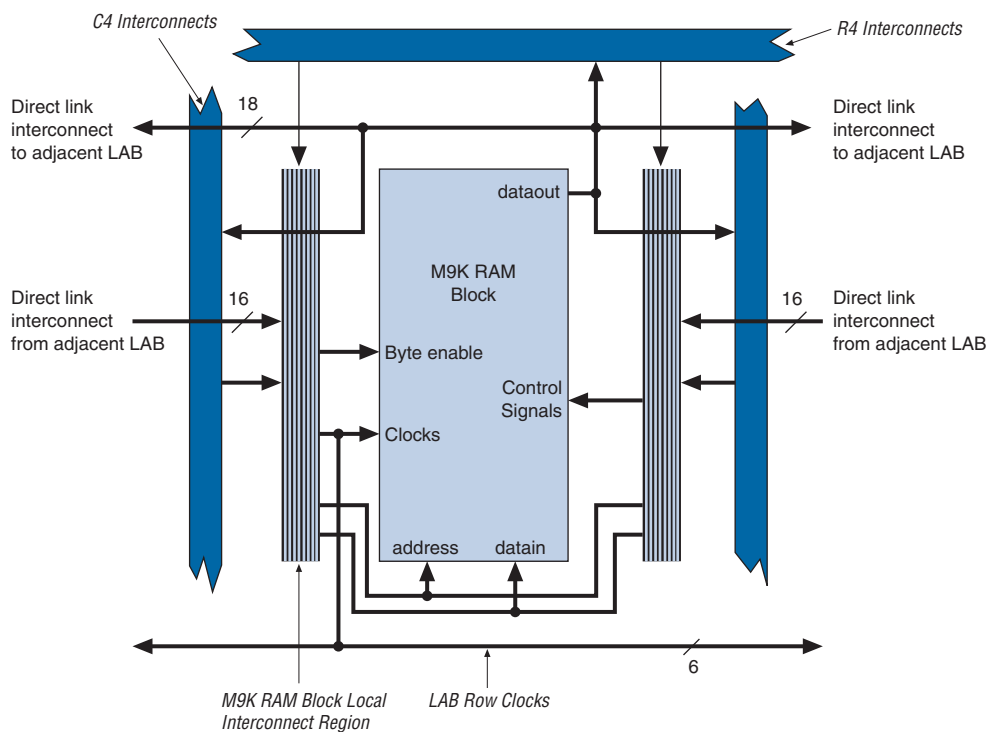 C4 Interconnects
R4 Interconnects
Direct link
interconnect
to adjacent LAB
18
Direct link
interconnect
to adjacent LAB
dataout
M9K RAM
Block
Direct link
interconnect
from adjacent LAB
16
16
Direct link
interconnect
from adjacent LAB
Byte enable
Control
Signals
Clocks
address
datain
6
M9K RAM Block Local
Interconnect Region
LAB Row Clocks